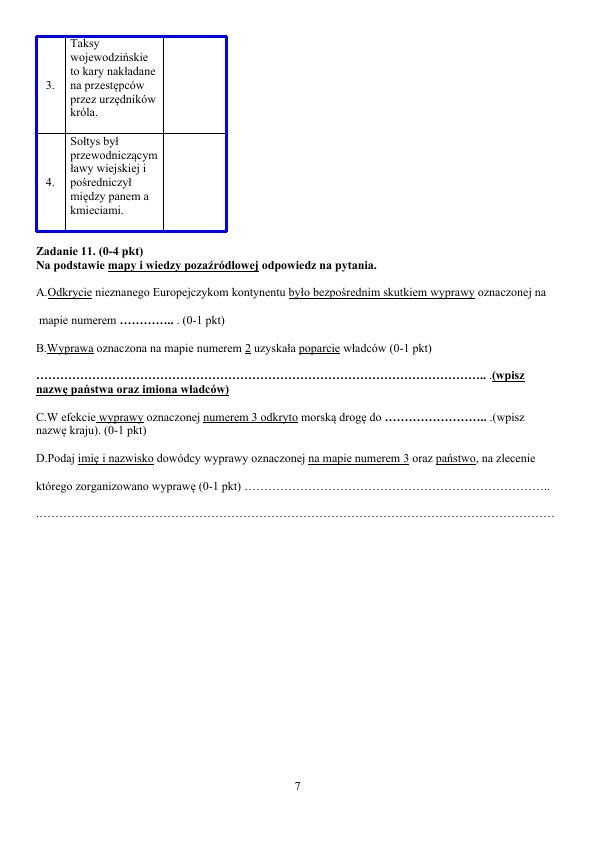 Taksy
wojewodzińskie
to kary nakładane
3. na przestępców
przez urzędników
króla.
Sołtys był
przewodniczącym
ławy wiejskiej i
4. pośredniczył
między panem a
kmieciami.
Zadanie 11. (0-4 pkt)
Na podstawie mapy i wiedzy pozaźródłowej odpowiedz na pytania.
A.Odkrycie nieznanego Europejczykom kontynentu było bezpośrednim skutkiem wyprawy oznaczonej na
mapie numerem ………….. . (0-1 pkt)
B.Wyprawa oznaczona na mapie numerem 2 uzyskała poparcie władców (0-1 pkt)
………………………………………………………………………………………………….. .(wpisz
nazwę państwa oraz imiona władców)
C.W efekcie wyprawy oznaczonej numerem 3 odkryto morską drogę do …………………….. .(wpisz
nazwę kraju). (0-1 pkt)
D.Podaj imię i nazwisko dowódcy wyprawy oznaczonej na mapie numerem 3 oraz państwo, na zlecenie
którego zorganizowano wyprawę (0-1 pkt) …………………………………………………………………..
……………………………………………………………………………………………………………………
7